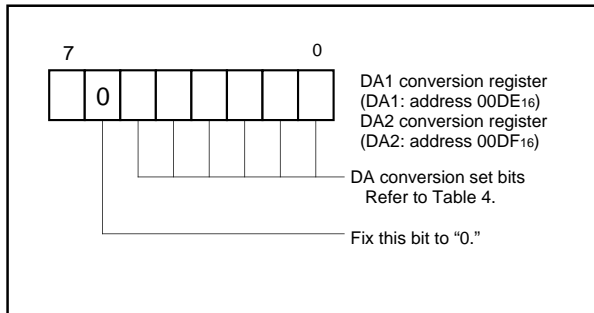 7 0
0
DA1 conversion register
(DA1: address 00DE16)
DA2 conversion register
(DA2: address 00DF16)
DA conversion set bits
Refer to Table 4.
Fix this bit to “0.”